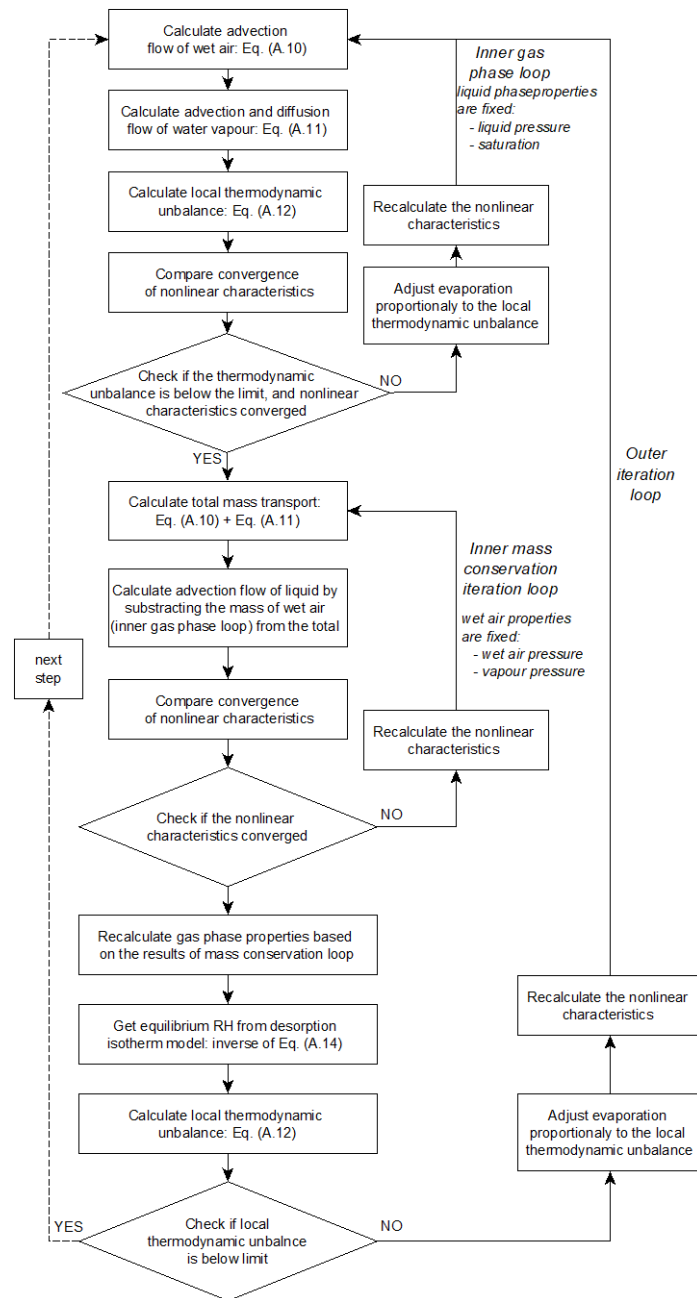 Calculate advection
flow of wet air: Eq. (A.10)
Inner gas
phase loop
liquid phaseproperties
are fixed:
- liquid pressure
- saturation
Calculate advection and diffusion
flow of water vapour: Eq. (A.11)
Calculate local thermodynamic
unbalance: Eq. (A.12)
Recalculate the nonlinear
characteristics
Compare convergence
of nonlinear characteristics
Adjust evaporation
proportionaly to the local
thermodynamic unbalance
Check if the thermodynamic
unbalance is below the limit, and nonlinear
characteristics converged
NO
YES
Outer
iteration
loop
Calculate total mass transport:
Eq. (A.10) + Eq. (A.11)
Inner mass
conservation
iteration loop
wet air properties
are fixed:
- wet air pressure
- vapour pressure
Calculate advection flow of liquid by
substracting the mass of wet air
(inner gas phase loop) from the total
next
step
Compare convergence
of nonlinear characteristics
Recalculate the nonlinear
characteristics
Check if the nonlinear
characteristics converged
NO
Recalculate gas phase properties based
on the results of mass conservation loop
Get equilibrium RH from desorption
isotherm model: inverse of Eq. (A.14)
Recalculate the nonlinear
characteristics
Calculate local thermodynamic
unbalance: Eq. (A.12)
Adjust evaporation
proportionaly to the local
thermodynamic unbalance
YES
Check if local
thermodynamic unbalnce
is below limit
NO